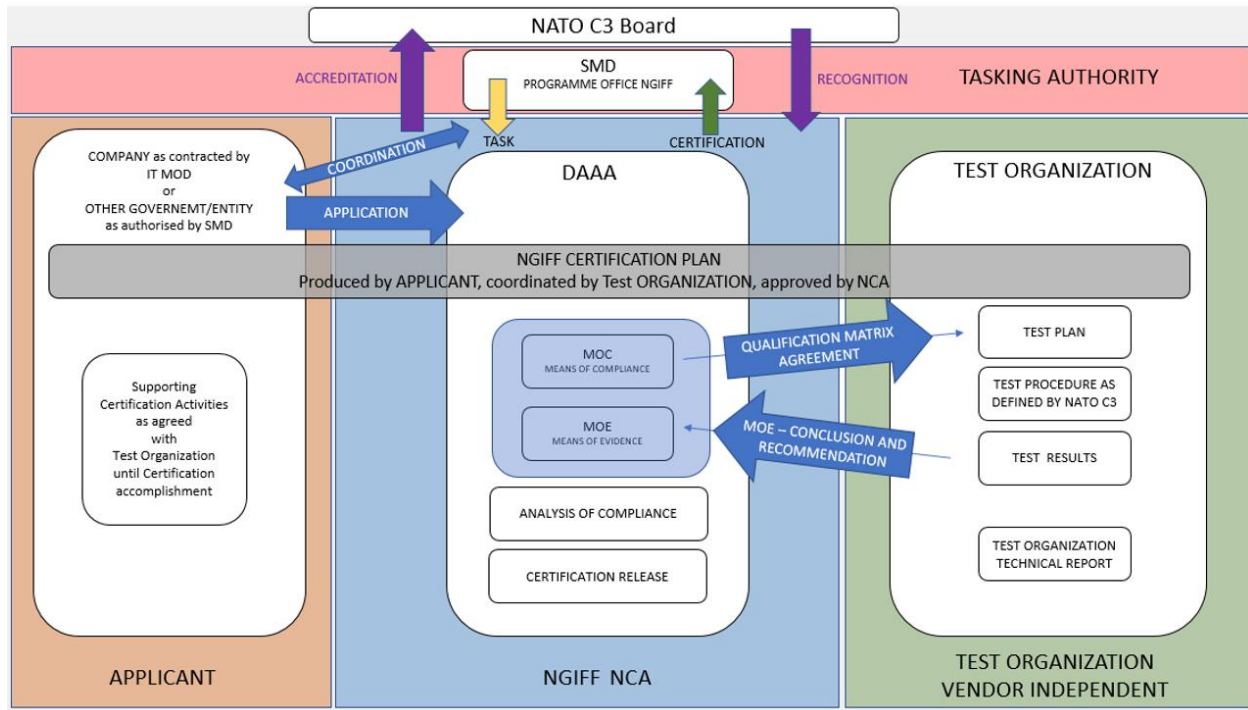 NATO C3 Board
ACCREDITATION
SMD
PROGRAMME OFFICE NGIFF
RECOGNITION
TASKING AUTHORITY
TASK
CERTIFICATION
COORDINATION
COMPANY as contracted by
IT MOD
or
OTHER GOVERNEMT/ENTITY
as authorised by SMD
APPLICATION
DAAA
TEST ORGANIZATION
NGIFF CERTIFICATION PLAN
Produced by APPLICANT, coordinated by Test ORGANIZATION, approved by NCA
Supporting
Certification Activities
as agreed
with
Test Organization
until Certification
accomplishment
MOC
MEANS OF COMPLIANCE
MOE
MEANS OF EVIDENCE
ANALYSIS OF COMPLIANCE
CERTIFICATION RELEASE
QUALIFICATION MATRIX
AGREEMENT
MOE – CONCLUSION AND
RECOMMENDATION
TEST PLAN
TEST PROCEDURE AS
DEFINED BY NATO C3
TEST RESULTS
TEST ORGANIZATION
TECHNICAL REPORT
APPLICANT
NGIFF NCA
TEST ORGANIZATION
VENDOR INDEPENDENT